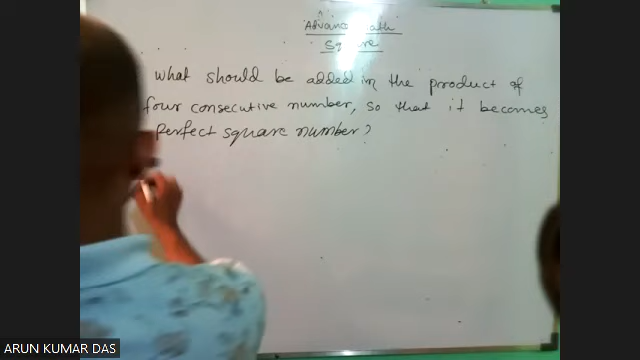 Advance Math
Square
What should be added in the product of
four consecutive number, so that it becomes
Perfect square number?
ARUN KUMAR DAS